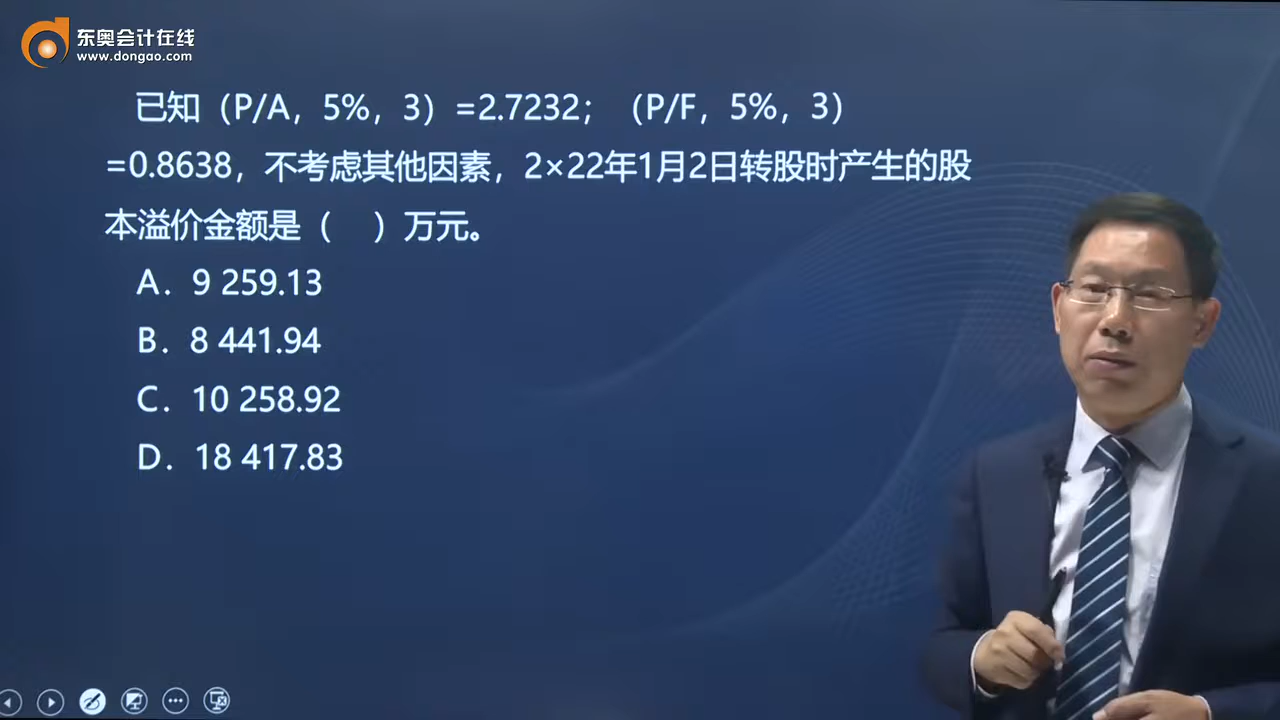 东奥会计在线
www.dongao.com
已知（P/A，5%，3）=2.7232；（P/F，5%，3）
=0.8638，不考虑其他因素，2×22年1月2日转股时产生的股
本溢价金额是（　）万元。
A．9 259.13
B．8 441.94
C．10 258.92
D．18 417.83